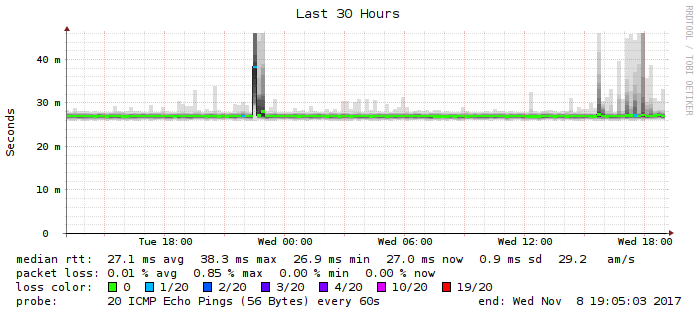 Last 30 Hours
RRDTOOL / TOBI OETIKER
Seconds
40 m
30 m
20 m
10 m
0
Tue 18:00 Wed 00:00 Wed 06:00 Wed 12:00 Wed 18:00
median rtt: 27.1 ms avg 38.3 ms max 26.9 ms min 27.0 ms now 0.9 ms sd 29.2 am/s
packet loss: 0.01 % avg 0.85 % max 0.00 % min 0.00 % now
loss color: 0 1/20 2/20 3/20 4/20 10/20 19/20
probe: 20 ICMP Echo Pings (56 Bytes) every 60s end: Wed Nov 8 19:05:03 2017